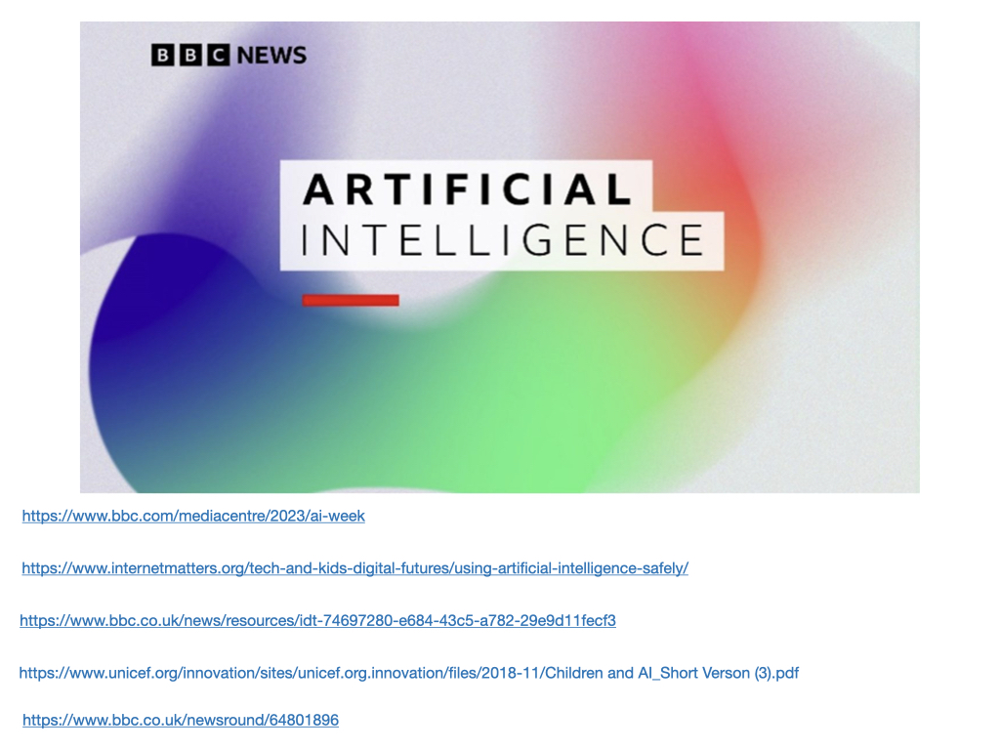 BBC NEWS
ARTIFICIAL
INTELLIGENCE
https://www.bbc.com/mediacentre/2023/ai-week
https://www.internetmatters.org/tech-and-kids-digital-futures/using-artificial-intelligence-safely/
https://www.bbc.co.uk/news/resources/idt-74697280-e684-43c5-a782-29e9d11fecf3
https://www.unicef.org/innovation/sites/unicef.org.innovation/files/2018-11/Children and AI_Short Verson (3).pdf
https://www.bbc.co.uk/newsround/64801896